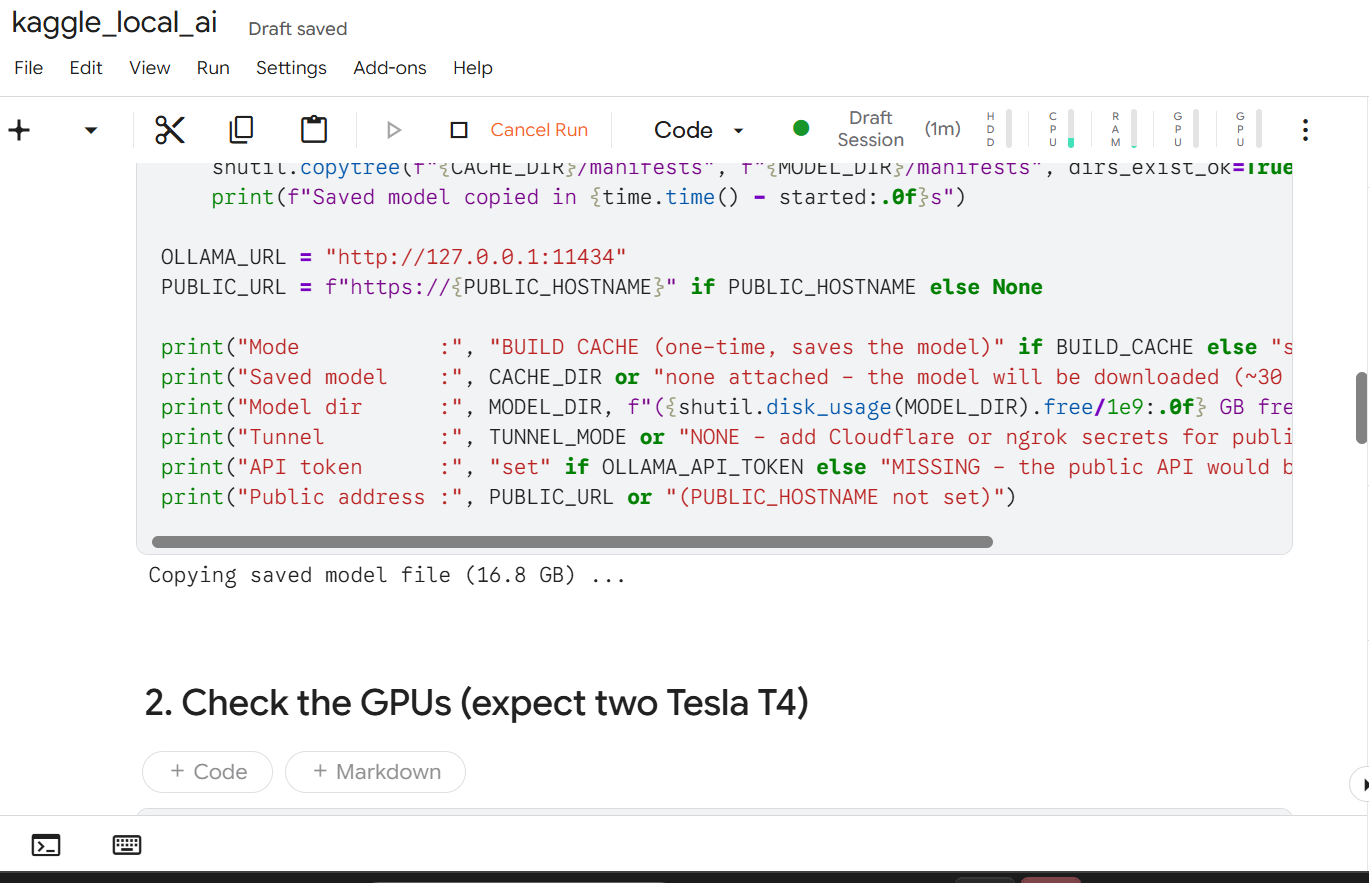 kaggle_local_ai Draft saved
File Edit View Run Settings Add-ons Help
Cancel Run Code Draft Session (1m) HDD CPU RAM GPU GPU
shutil.copytree(f"{CACHE_DIR}/manifests", f"{MODEL_DIR}/manifests", dirs_exist_ok=True
print(f"Saved model copied in {time.time() - started:.0f}s")
OLLAMA_URL = "http://127.0.0.1:11434"
PUBLIC_URL = f"https://{PUBLIC_HOSTNAME}" if PUBLIC_HOSTNAME else None
print("Mode           :", "BUILD CACHE (one-time, saves the model)" if BUILD_CACHE else "s
print("Saved model    :", CACHE_DIR or "none attached - the model will be downloaded (~30
print("Model dir      :", MODEL_DIR, f"({shutil.disk_usage(MODEL_DIR).free/1e9:.0f} GB fre
print("Tunnel         :", TUNNEL_MODE or "NONE - add Cloudflare or ngrok secrets for publi
print("API token      :", "set" if OLLAMA_API_TOKEN else "MISSING - the public API would b
print("Public address :", PUBLIC_URL or "(PUBLIC_HOSTNAME not set)")
Copying saved model file (16.8 GB) ...
2. Check the GPUs (expect two Tesla T4)
+ Code + Markdown